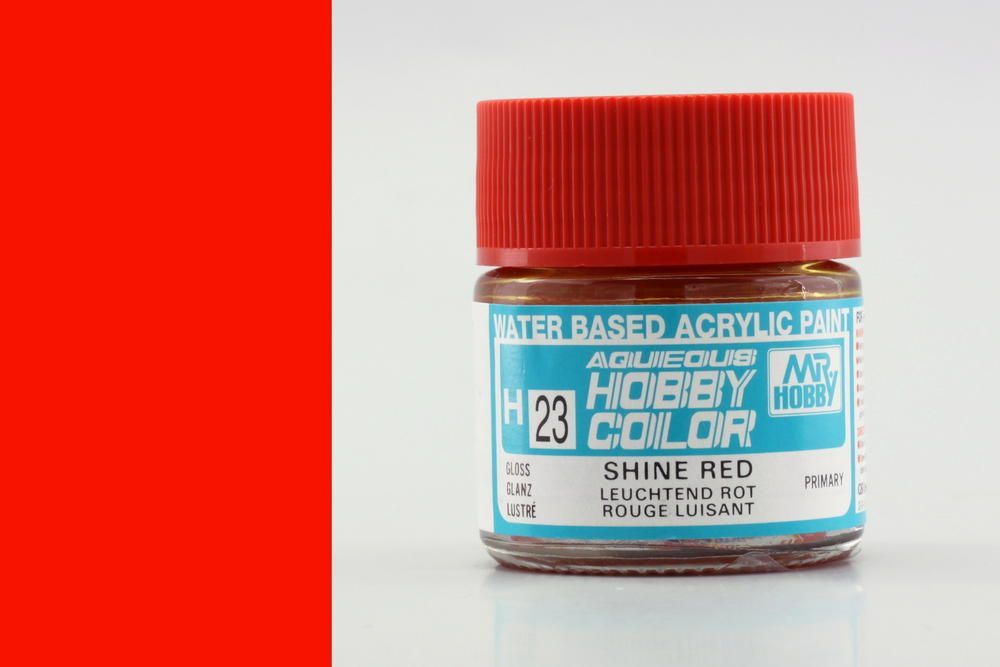 WATER BASED ACRYLIC PAINT
AQUEOUS
HOBBY
COLOR
MR.
HOBBY
H 23
GLOSS
GLANZ
LUSTRÉ
SHINE RED
LEUCHTEND ROT
ROUGE LUISANT
PRIMARY